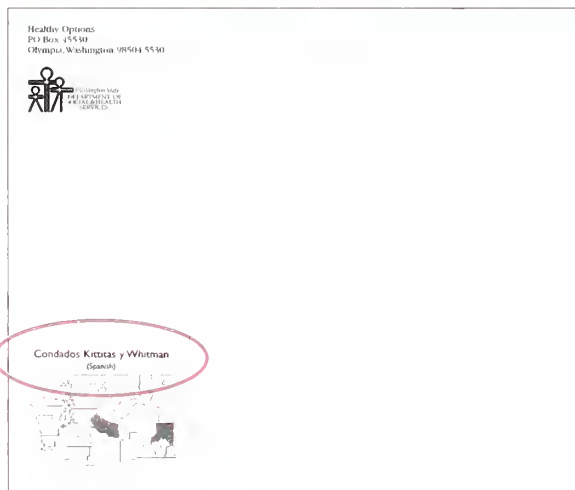 Healthy Options
PO Box 45530
Olympia, Washington 98504-5530
Washington State
DEPARTMENT OF
SOCIAL & HEALTH
SERVICES
Condados Kittitas y Whitman
(Spanish)